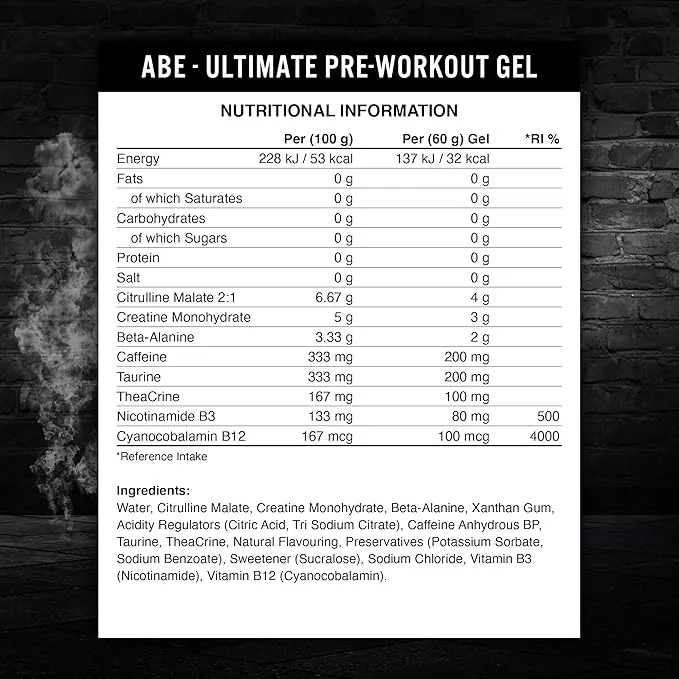 ABE - ULTIMATE PRE-WORKOUT GEL
NUTRITIONAL INFORMATION
Per (100 g) Per (60 g) Gel *RI %
Energy 228 kJ / 53 kcal 137 kJ / 32 kcal
Fats 0 g 0 g
of which Saturates 0 g 0 g
Carbohydrates 0 g 0 g
of which Sugars 0 g 0 g
Protein 0 g 0 g
Salt 0 g 0 g
Citrulline Malate 2:1 6.67 g 4 g
Creatine Monohydrate 5 g 3 g
Beta-Alanine 3.33 g 2 g
Caffeine 333 mg 200 mg
Taurine 333 mg 200 mg
TheaCrine 167 mg 100 mg
Nicotinamide B3 133 mg 80 mg 500
Cyanocobalamin B12 167 mcg 100 mcg 4000
*Reference Intake
Ingredients:
Water, Citrulline Malate, Creatine Monohydrate, Beta-Alanine, Xanthan Gum,
Acidity Regulators (Citric Acid, Tri Sodium Citrate), Caffeine Anhydrous BP,
Taurine, TheaCrine, Natural Flavouring, Preservatives (Potassium Sorbate,
Sodium Benzoate), Sweetener (Sucralose), Sodium Chloride, Vitamin B3
(Nicotinamide), Vitamin B12 (Cyanocobalamin).